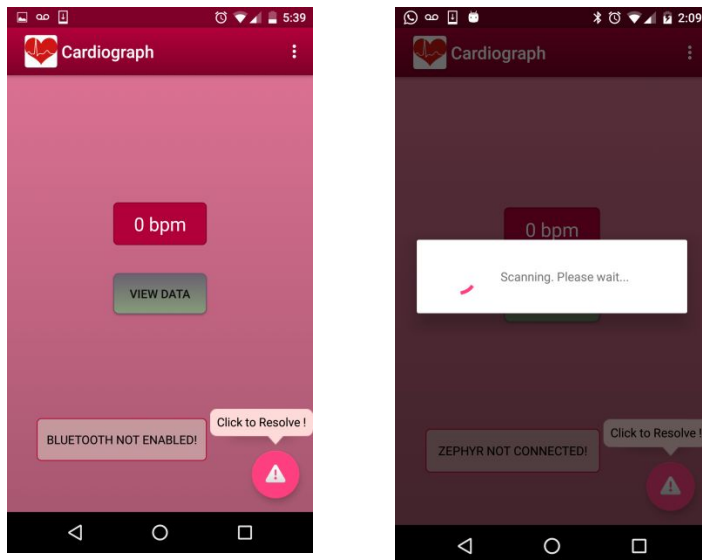 5:39
Cardiograph
0 bpm
VIEW DATA
Click to Resolve !
BLUETOOTH NOT ENABLED!
2:09
Cardiograph
0 bpm
Scanning. Please wait...
Click to Resolve !
ZEPHYR NOT CONNECTED!